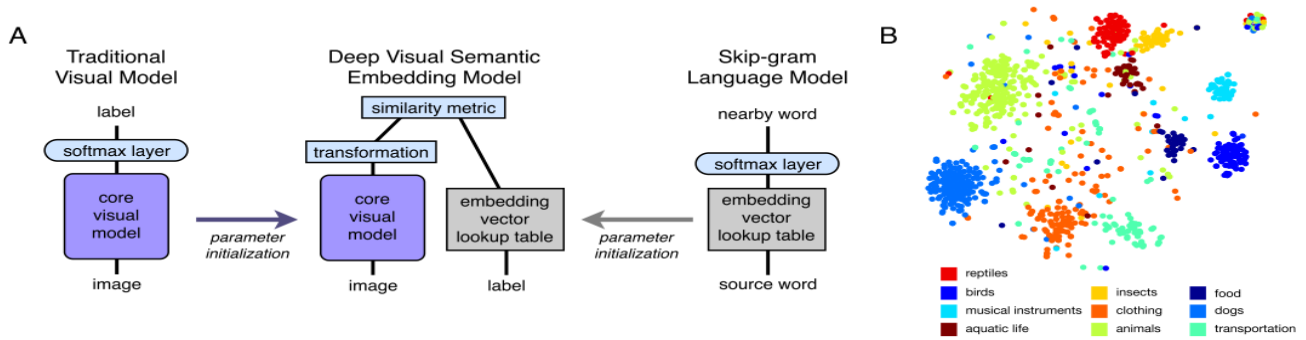 A
Traditional
Visual Model
label
softmax layer
core
visual
model
image
parameter
initialization
Deep Visual Semantic
Embedding Model
similarity metric
transformation
core
visual
model
image
embedding
vector
lookup table
label
parameter
initialization
Skip-gram
Language Model
nearby word
softmax layer
embedding
vector
lookup table
source word
B
reptiles
birds
musical instruments
aquatic life
insects
clothing
animals
food
dogs
transportation